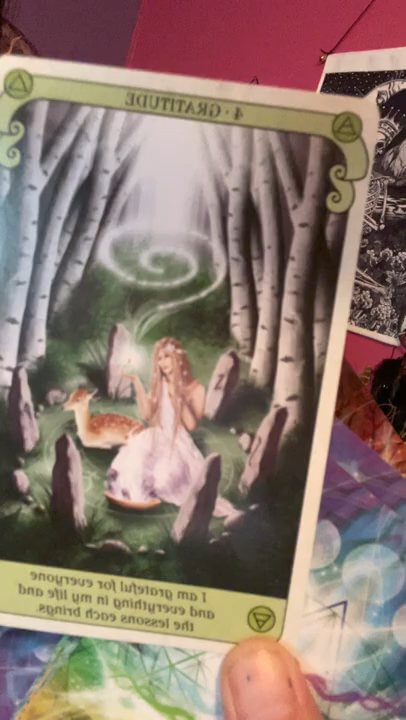 4 · GRATITUDE
I am grateful for everyone
and everything in my life and
the lessons each brings.